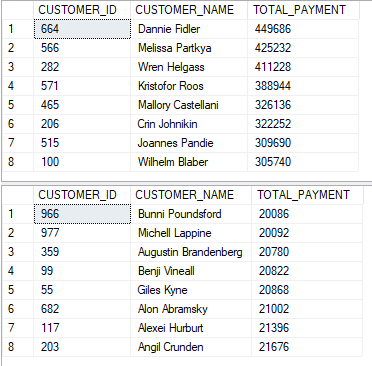 CUSTOMER_ID CUSTOMER_NAME TOTAL_PAYMENT
1 664 Dannie Fidler 449686
2 566 Melissa Partkya 425232
3 282 Wren Helgass 411228
4 571 Kristofor Roos 388944
5 465 Mallory Castellani 326136
6 206 Crin Johnikin 322252
7 515 Joannes Pandie 309690
8 100 Wilhelm Blaber 305740
CUSTOMER_ID CUSTOMER_NAME TOTAL_PAYMENT
1 966 Bunni Poundsford 20086
2 977 Michell Lappine 20092
3 359 Augustin Brandenberg 20780
4 99 Benji Vineall 20822
5 55 Giles Kyne 20868
6 682 Alon Abramsky 21002
7 117 Alexei Hurburt 21396
8 203 Angil Crunden 21676